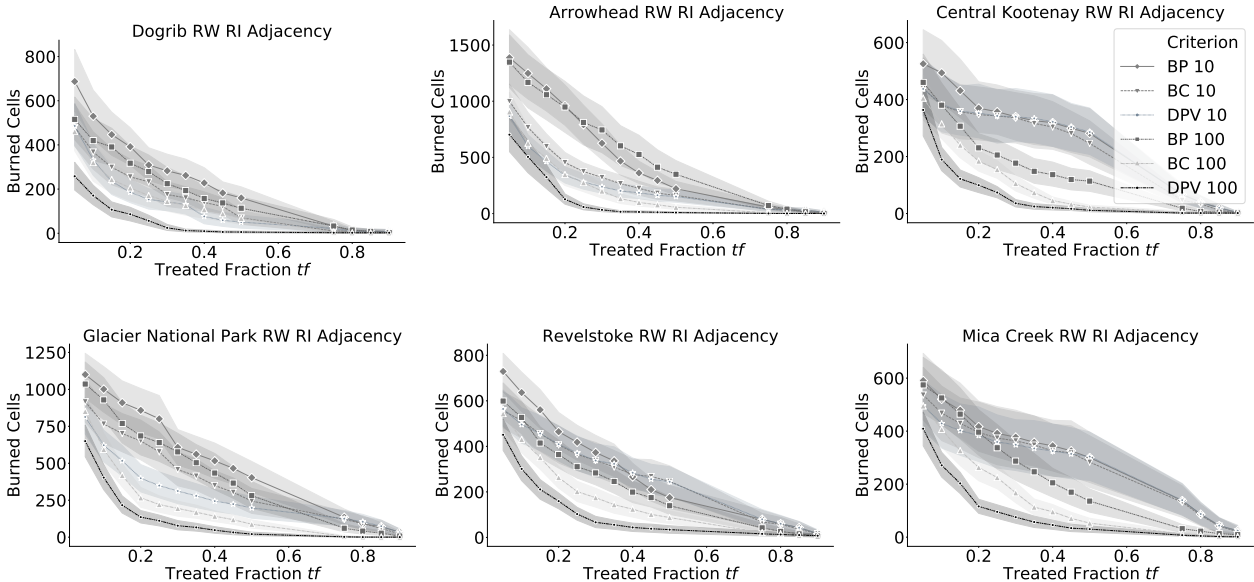 Dogrib RW RI Adjacency
Burned Cells
800
600
400
200
0
0.2
0.4
0.6
0.8
Treated Fraction tf
Arrowhead RW RI Adjacency
Burned Cells
1500
1000
500
0
0.2
0.4
0.6
0.8
Treated Fraction tf
Central Kootenay RW RI Adjacency
Burned Cells
600
400
200
0
0.2
0.4
0.6
0.8
Treated Fraction tf
Criterion
BP 10
BC 10
DPV 10
BP 100
BC 100
DPV 100
Glacier National Park RW RI Adjacency
Burned Cells
1250
1000
750
500
250
0
0.2
0.4
0.6
0.8
Treated Fraction tf
Revelstoke RW RI Adjacency
Burned Cells
800
600
400
200
0
0.2
0.4
0.6
0.8
Treated Fraction tf
Mica Creek RW RI Adjacency
Burned Cells
600
400
200
0
0.2
0.4
0.6
0.8
Treated Fraction tf